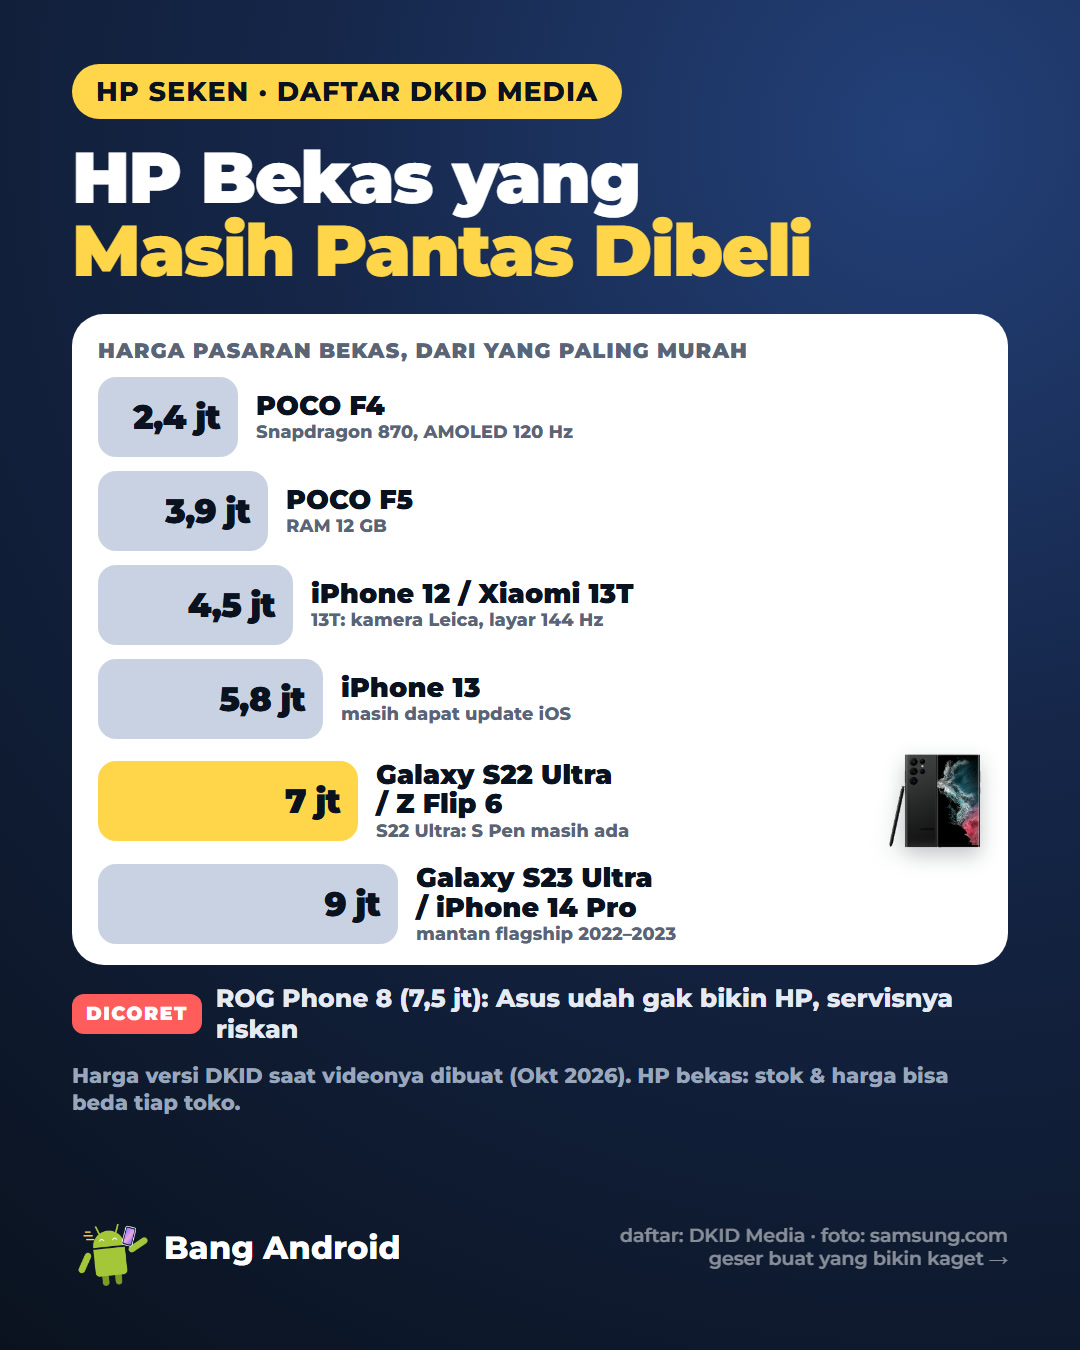 HP SEKEN · DAFTAR DKID MEDIA
HP Bekas yang
Masih Pantas Dibeli
HARGA PASARAN BEKAS, DARI YANG PALING MURAH
2,4 jt
POCO F4
Snapdragon 870, AMOLED 120 Hz
3,9 jt
POCO F5
RAM 12 GB
4,5 jt
iPhone 12 / Xiaomi 13T
13T: kamera Leica, layar 144 Hz
5,8 jt
iPhone 13
masih dapat update iOS
7 jt
Galaxy S22 Ultra
/ Z Flip 6
S22 Ultra: S Pen masih ada
9 jt
Galaxy S23 Ultra
/ iPhone 14 Pro
mantan flagship 2022–2023
DICORET
ROG Phone 8 (7,5 jt): Asus udah gak bikin HP, servisnya
riskan
Harga versi DKID saat videonya dibuat (Okt 2026). HP bekas: stok & harga bisa
beda tiap toko.
Bang Android
daftar: DKID Media · foto: samsung.com
geser buat yang bikin kaget →